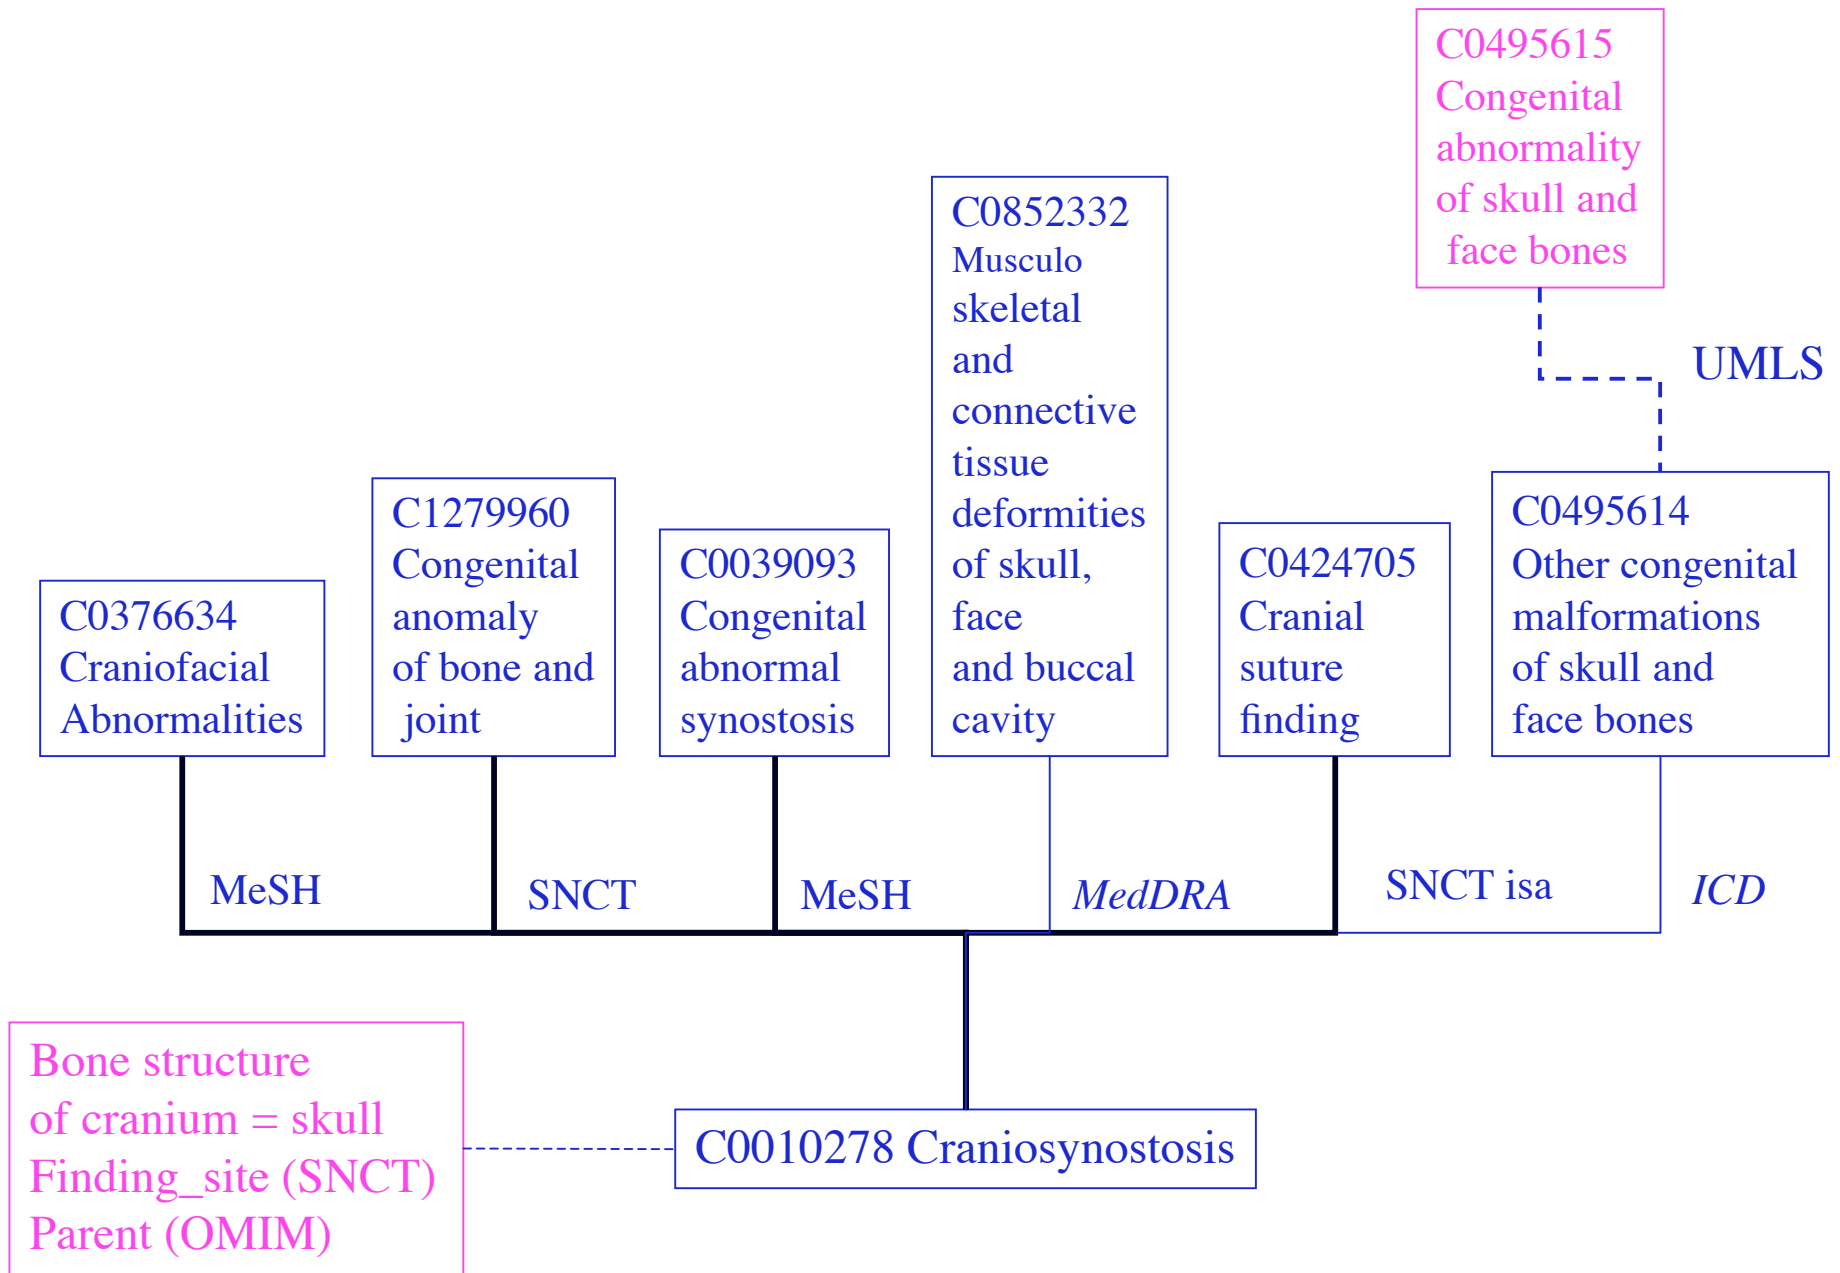 C0495615
Congenital
abnormality
of skull and
face bones
UMLS
C0376634
Craniofacial
Abnormalities
C1279960
Congenital
anomaly
of bone and
joint
C0039093
Congenital
abnormal
synostosis
C0852332
Musculo
skeletal
and
connective
tissue
deformities
of skull,
face
and buccal
cavity
C0424705
Cranial
suture
finding
C0495614
Other congenital
malformations
of skull and
face bones
MeSH
SNCT
MeSH
MedDRA
SNCT isa
ICD
Bone structure
of cranium = skull
Finding_site (SNCT)
Parent (OMIM)
C0010278 Craniosynostosis